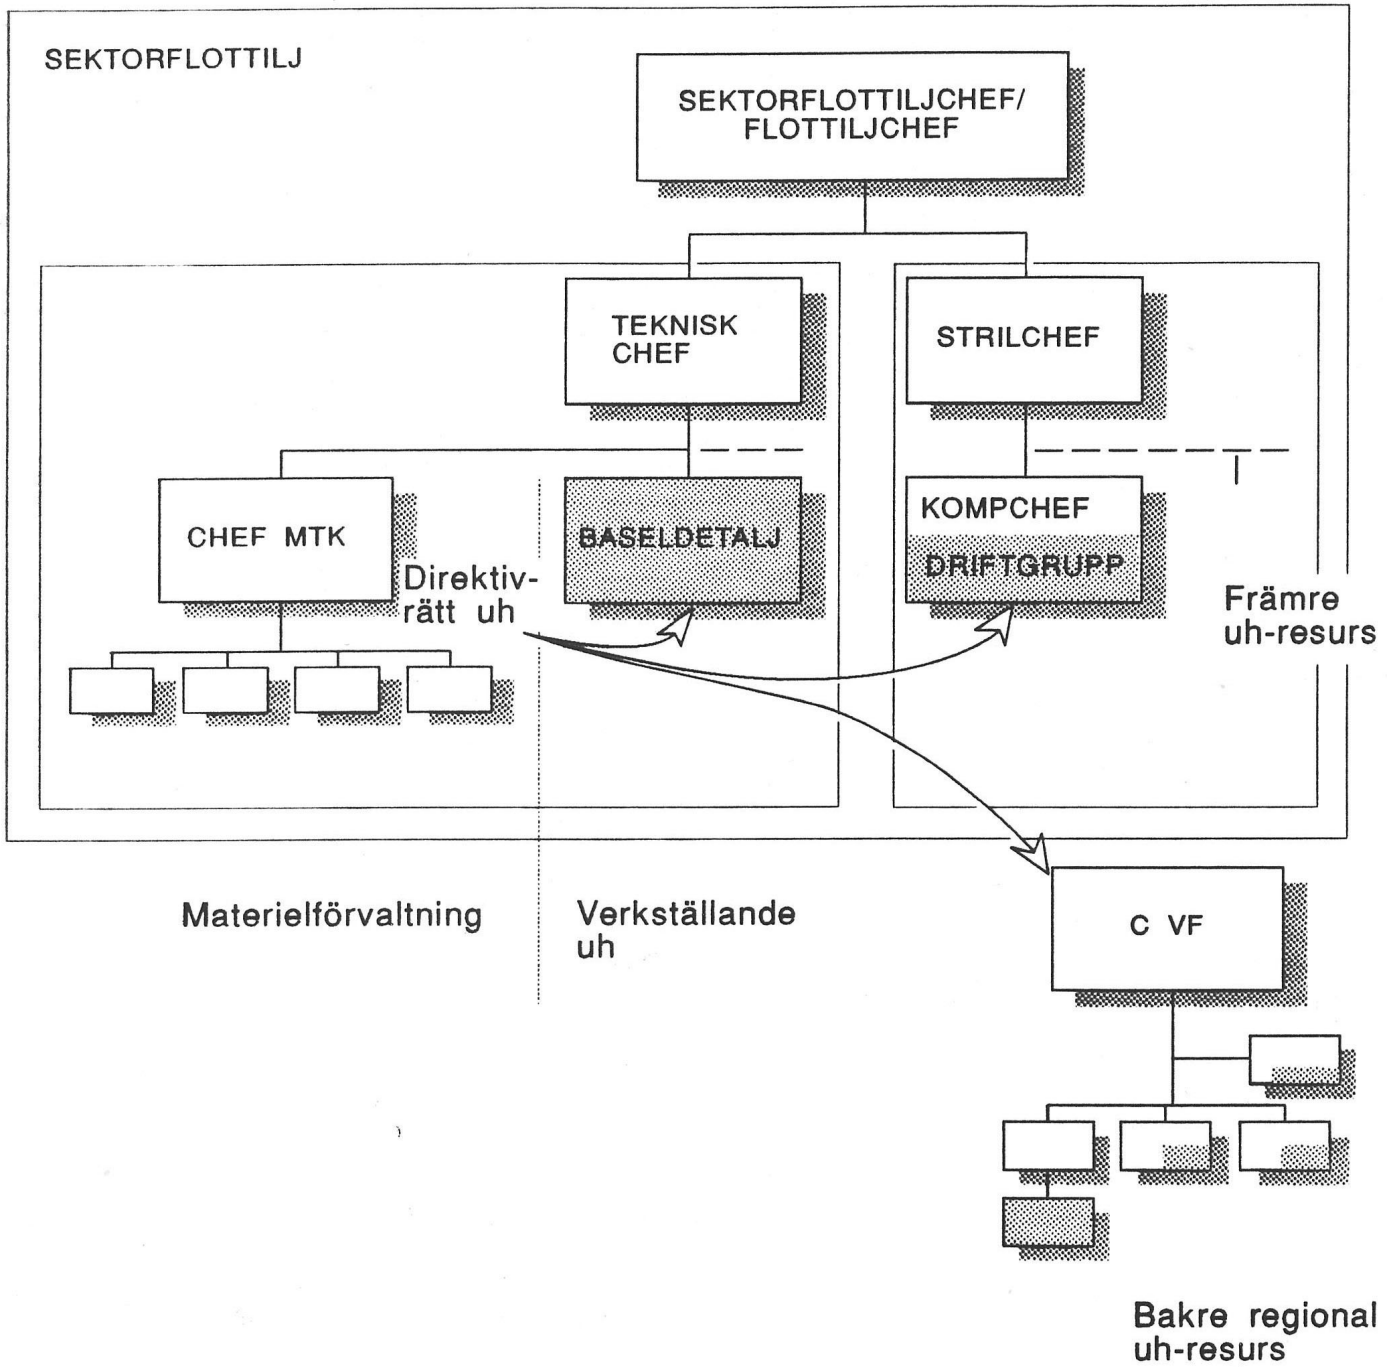 SEKTORFLOTTILJ
SEKTORFLOTTILJCHEF/
FLOTTILJCHEF
TEKNISK
CHEF
STRILCHEF
CHEF MTK
BASELDETALJ
KOMPCHEF
DRIFTGRUPP
Direktiv-
rätt uh
Främre
uh-resurs
Materielförvaltning
Verkställande
uh
C VF
Bakre regional
uh-resurs